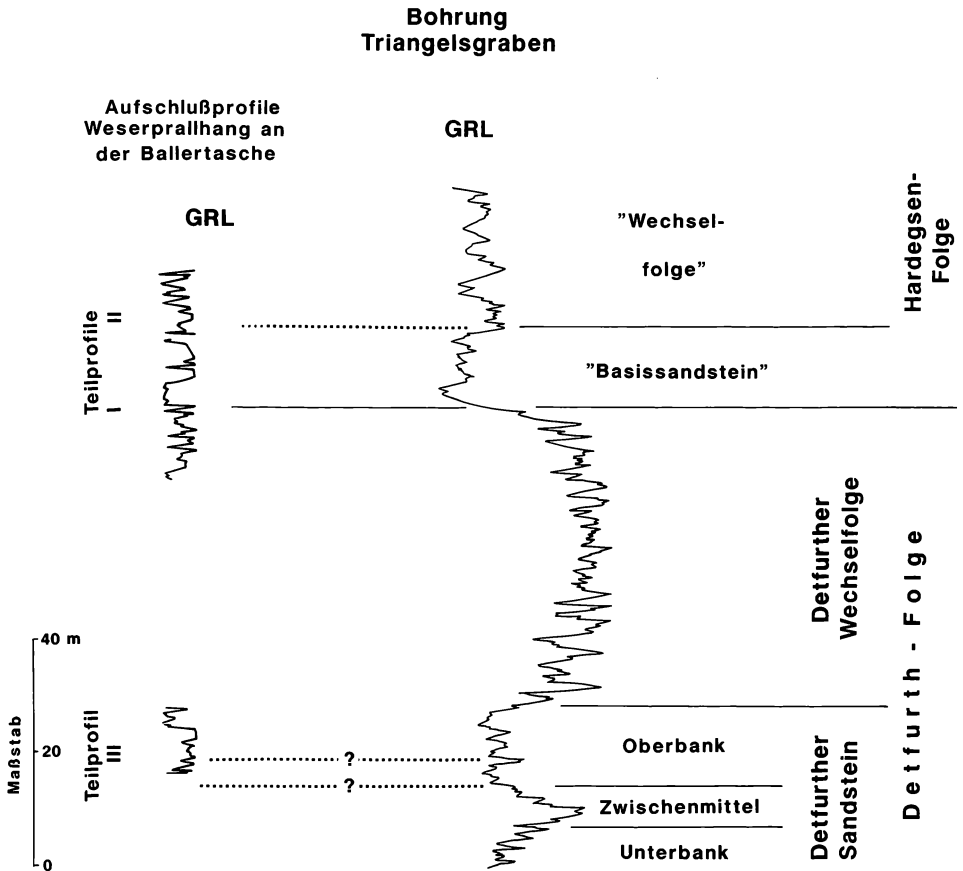 Bohrung
Triangelsgraben
Aufschlußprofile
Weserprallhang an
der Ballertasche
GRL
GRL
Teilprofile
I
II
Teilprofil
III
Maßstab
40 m
20
0
?
?
"Wechsel-
folge"
"Basissandstein"
Oberbank
Zwischenmittel
Unterbank
Hardegsen-
Folge
Detfurther
Wechselfolge
Detfurther
Sandstein
Detfurth - Folge